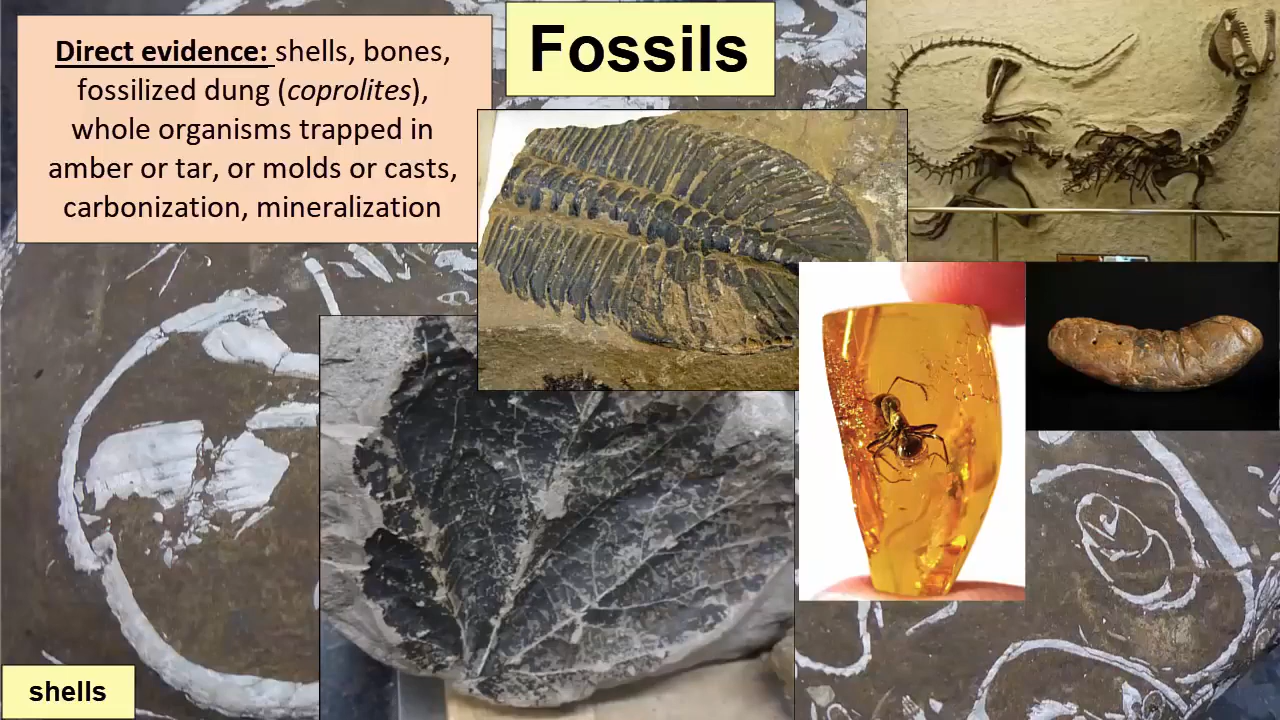 Fossils
Direct evidence: shells, bones,
fossilized dung (coprolites),
whole organisms trapped in
amber or tar, or molds or casts,
carbonization, mineralization
shells